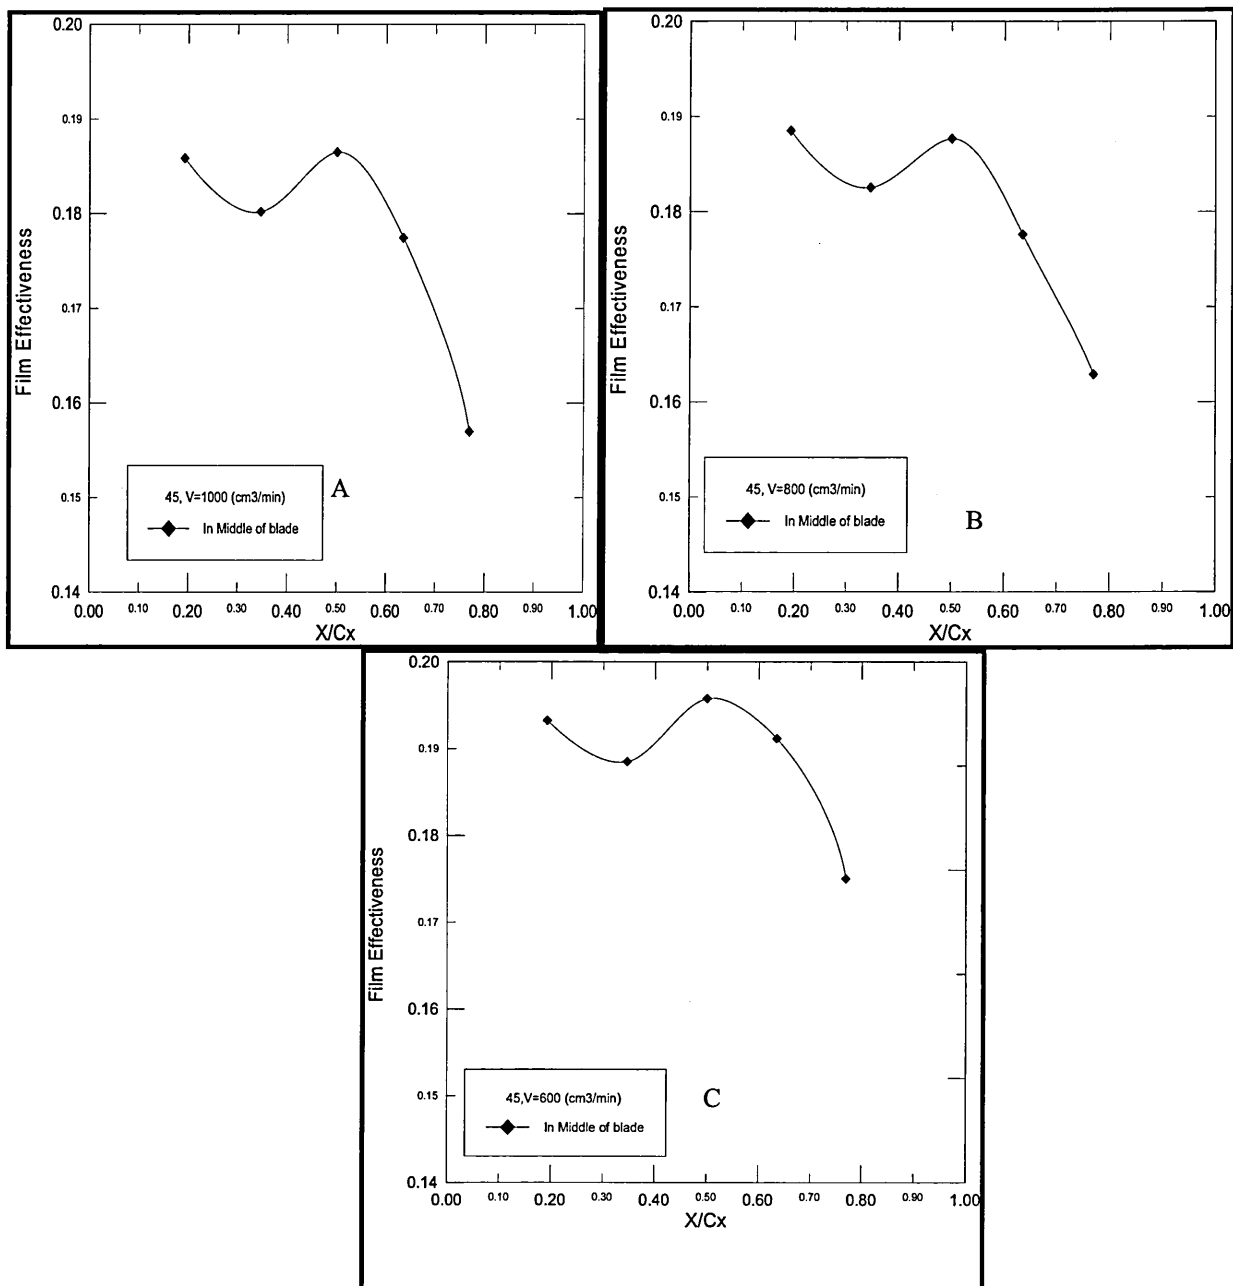 0.20
0.19
0.18
0.17
0.16
0.15
0.14
Film Effectiveness
45, V=1000 (cm3/min)
In Middle of blade
A
0.00 0.10 0.20 0.30 0.40 0.50 0.60 0.70 0.80 0.90 1.00
X/Cx
0.20
0.19
0.18
0.17
0.16
0.15
0.14
Film Effectiveness
45, V=800 (cm3/min)
In Middle of blade
B
0.00 0.10 0.20 0.30 0.40 0.50 0.60 0.70 0.80 0.90 1.00
X/Cx
0.20
0.19
0.18
0.17
0.16
0.15
0.14
Film Effectiveness
45,V=600 (cm3/min)
In Middle of blade
C
0.00 0.10 0.20 0.30 0.40 0.50 0.60 0.70 0.80 0.90 1.00
X/Cx